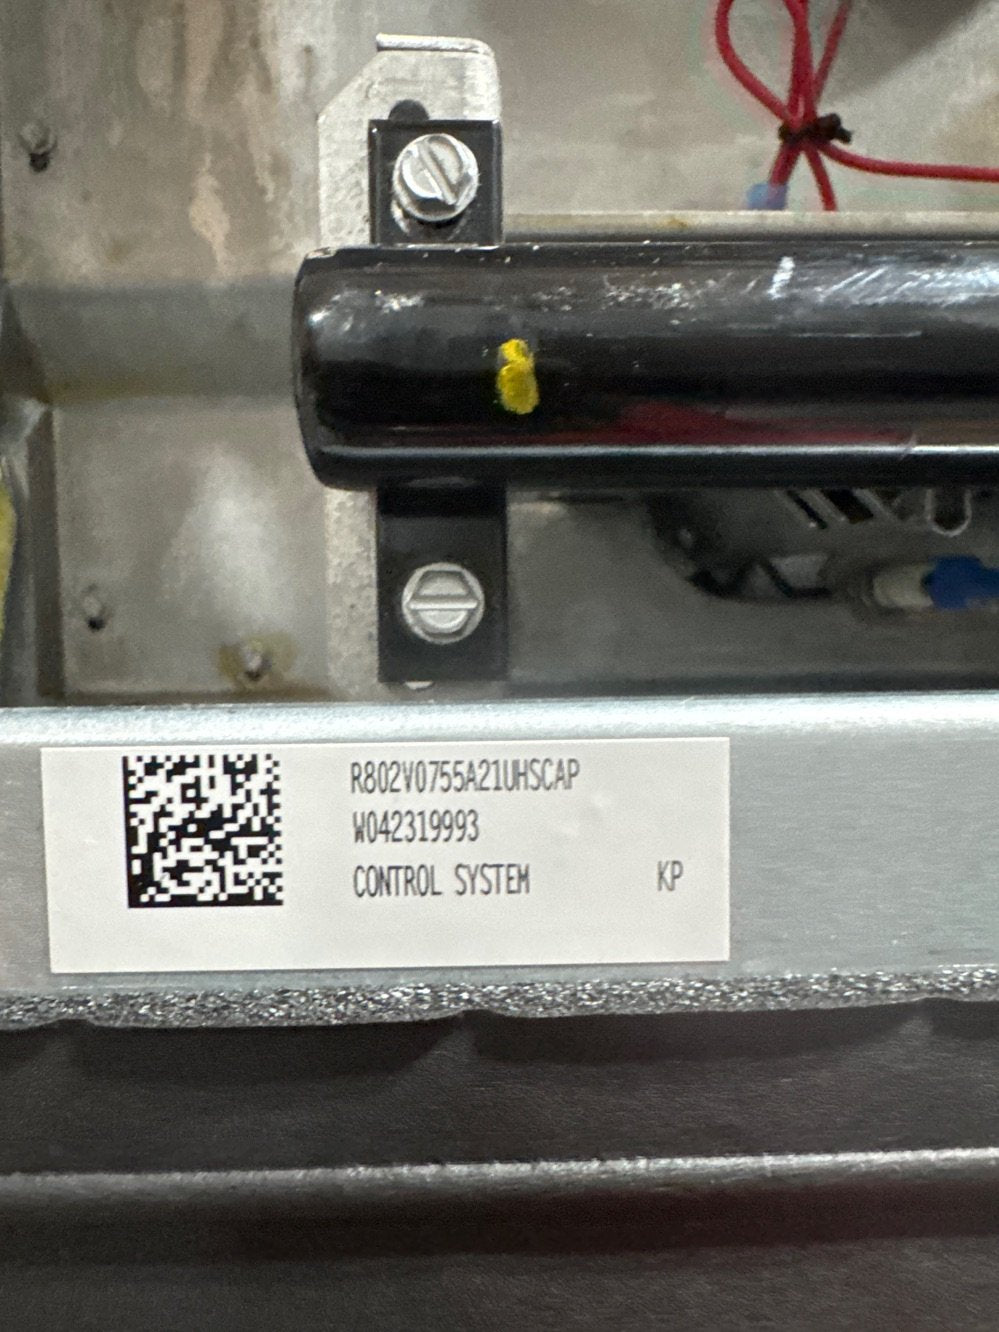 R802V0755A21UHSCAP
W042319993
CONTROL SYSTEM KP